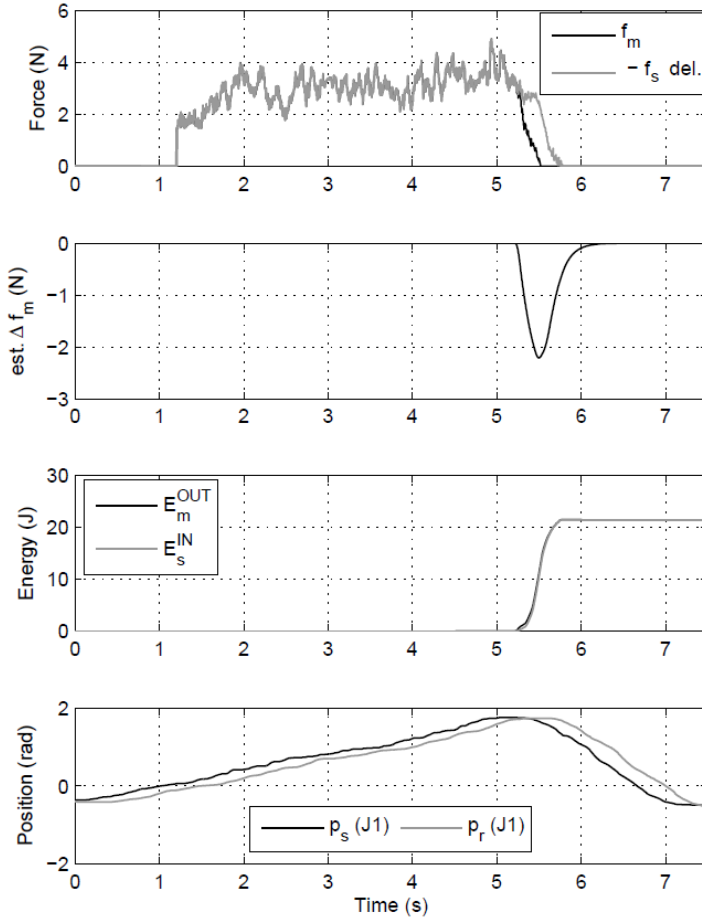 6
4
2
0
Force (N)
f_m
− f_s del.
0 1 2 3 4 5 6 7
0
−1
−2
−3
est. Δ f_m (N)
0 1 2 3 4 5 6 7
30
20
10
0
Energy (J)
E_m^OUT
E_s^IN
0 1 2 3 4 5 6 7
2
0
−2
Position (rad)
p_s (J1) p_r (J1)
0 1 2 3 4 5 6 7
Time (s)